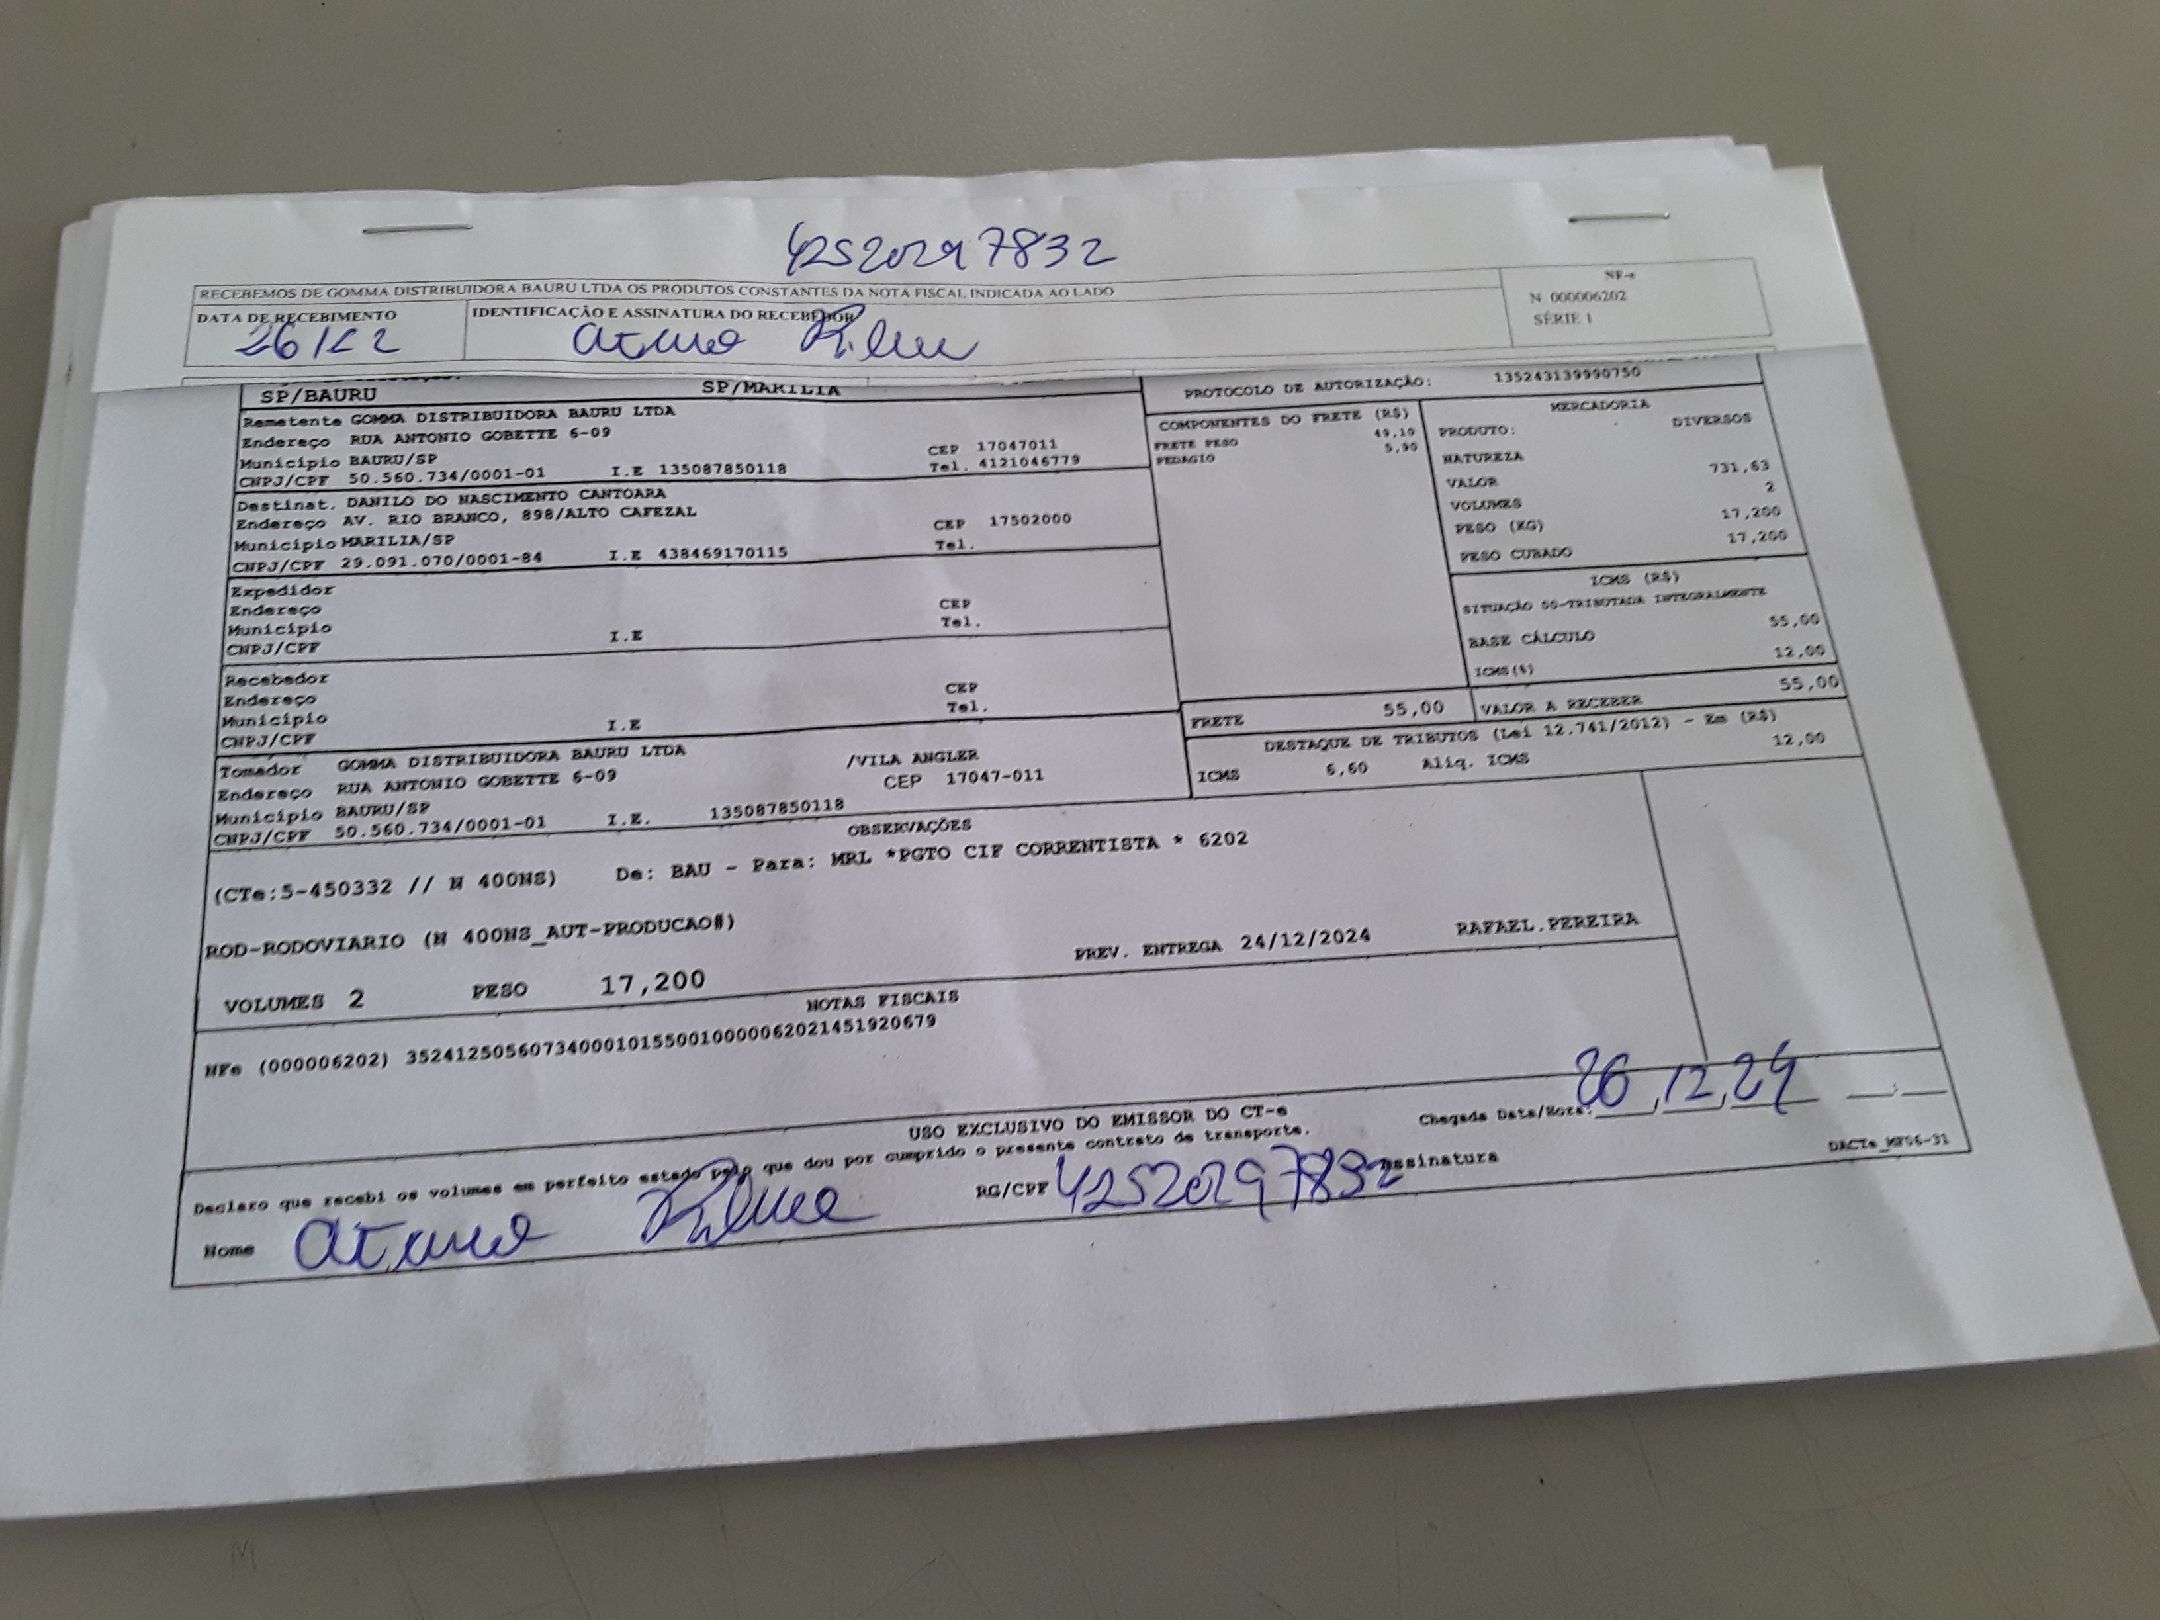 42520297832
RECEBEMOS DE GOMMA DISTRIBUIDORA BAURU LTDA OS PRODUTOS CONSTANTES DA NOTA FISCAL INDICADA AO LADO
NF-e
N 000006202
SÉRIE 1
DATA DE RECEBIMENTO
26/12
IDENTIFICAÇÃO E ASSINATURA DO RECEBEDOR
SP/BAURU SP/MARILIA
PROTOCOLO DE AUTORIZAÇÃO: 135243139990750
Remetente GOMMA DISTRIBUIDORA BAURU LTDA
Endereço RUA ANTONIO GOBETTE 6-09
Município BAURU/SP CEP 17047011
CNPJ/CPF 50.560.734/0001-01 I.E 135087850118 Tel. 4121046779
Destinat. DANILO DO NASCIMENTO CANTOARA
Endereço AV. RIO BRANCO, 898/ALTO CAFEZAL
Município MARILIA/SP CEP 17502000
CNPJ/CPF 29.091.070/0001-84 I.E 438469170115 Tel.
Expedidor
Endereço
Município CEP
CNPJ/CPF I.E Tel.
Recebedor
Endereço
Município CEP
CNPJ/CPF I.E Tel.
Tomador GOMMA DISTRIBUIDORA BAURU LTDA
Endereço RUA ANTONIO GOBETTE 6-09 /VILA ANGLER
Município BAURU/SP CEP 17047-011
CNPJ/CPF 50.560.734/0001-01 I.E. 135087850118
COMPONENTES DO FRETE (R$)
FRETE PESO 49,10
PEDAGIO 5,90
MERCADORIA
PRODUTO: DIVERSOS
NATUREZA
VALOR 731,63
VOLUMES 2
PESO (KG) 17,200
PESO CUBADO 17,200
ICMS (R$)
SITUAÇÃO 00-TRIBUTADA INTEGRALMENTE
BASE CÁLCULO 55,00
ICMS(%) 12,00
FRETE 55,00 VALOR A RECEBER 55,00
DESTAQUE DE TRIBUTOS (Lei 12.741/2012) - Em (R$)
ICMS 6,60 Aliq. ICMS 12,00
OBSERVAÇÕES
(CTe:5-450332 // N 400NS) De: BAU - Para: MRL *PGTO CIF CORRENTISTA * 6202
ROD-RODOVIARIO (N 400NS_AUT-PRODUCAO#)
PREV. ENTREGA 24/12/2024 RAFAEL.PEREIRA
VOLUMES 2 PESO 17,200
NOTAS FISCAIS
NFe (000006202) 35241250560734000101550010000062021451920679
USO EXCLUSIVO DO EMISSOR DO CT-e
Declaro que recebi os volumes em perfeito estado pelo que dou por cumprido o presente contrato de transporte.
Chegada Data/Hora: 26,12,24
Nome
RG/CPF 42520297832
Assinatura
DACTe_MP06-31